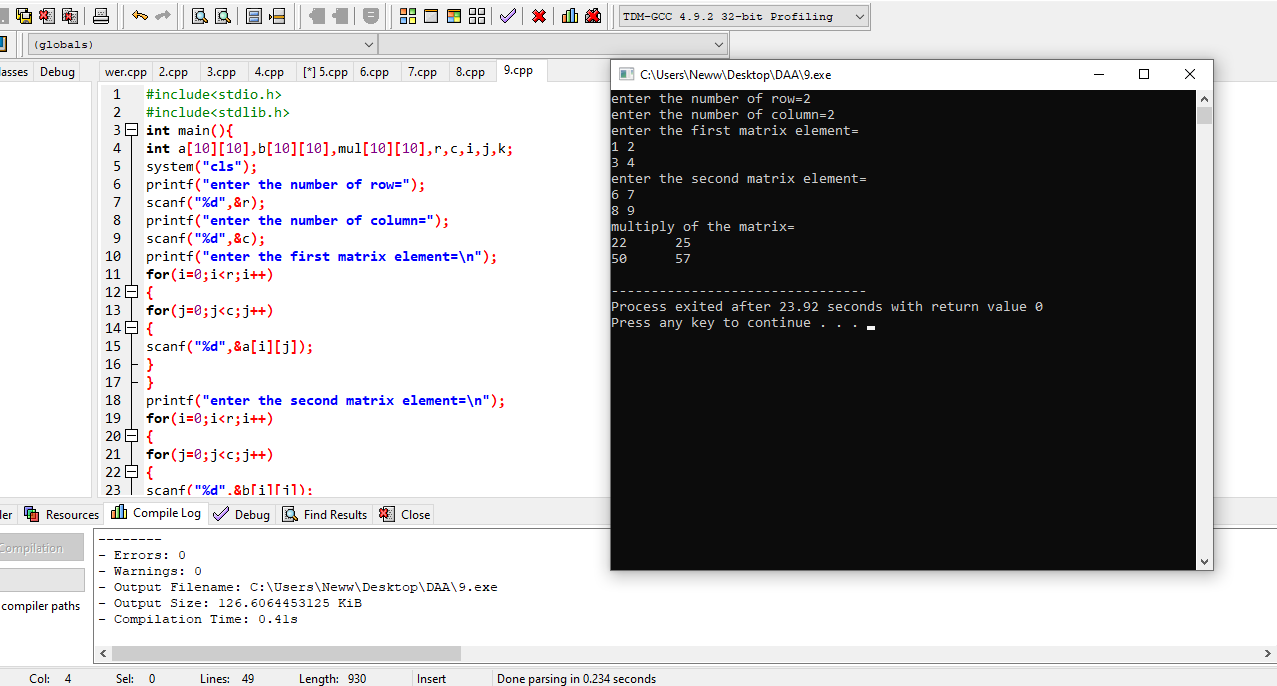 TDM-GCC 4.9.2 32-bit Profiling
(globals)
lasses Debug
wer.cpp 2.cpp 3.cpp 4.cpp [*] 5.cpp 6.cpp 7.cpp 8.cpp 9.cpp
1 #include<stdio.h>
2 #include<stdlib.h>
3 int main(){
4 int a[10][10],b[10][10],mul[10][10],r,c,i,j,k;
5 system("cls");
6 printf("enter the number of row=");
7 scanf("%d",&r);
8 printf("enter the number of column=");
9 scanf("%d",&c);
10 printf("enter the first matrix element=\n");
11 for(i=0;i<r;i++)
12 {
13 for(j=0;j<c;j++)
14 {
15 scanf("%d",&a[i][j]);
16 }
17 }
18 printf("enter the second matrix element=\n");
19 for(i=0;i<r;i++)
20 {
21 for(j=0;j<c;j++)
22 {
23 scanf("%d",&b[i][j]);
C:\Users\Neww\Desktop\DAA\9.exe
enter the number of row=2
enter the number of column=2
enter the first matrix element=
1 2
3 4
enter the second matrix element=
6 7
8 9
multiply of the matrix=
22 25
50 57
--------------------------------
Process exited after 23.92 seconds with return value 0
Press any key to continue . . .
ler Resources Compile Log Debug Find Results Close
Compilation
compiler paths
--------
- Errors: 0
- Warnings: 0
- Output Filename: C:\Users\Neww\Desktop\DAA\9.exe
- Output Size: 126.6064453125 KiB
- Compilation Time: 0.41s
Col: 4 Sel: 0 Lines: 49 Length: 930 Insert Done parsing in 0.234 seconds